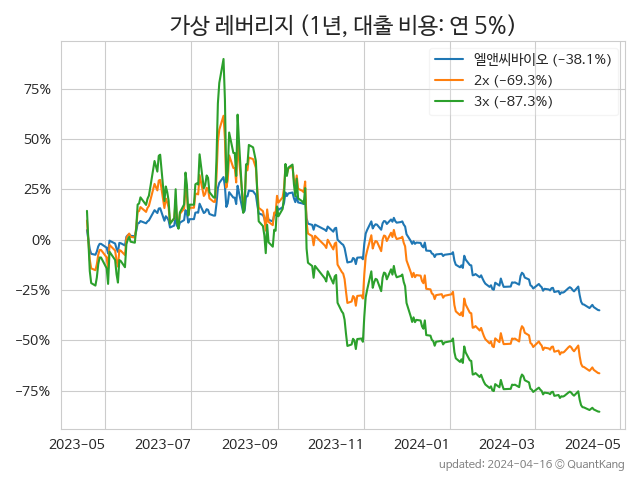 가상 레버리지 (1년, 대출 비용: 연 5%)
엘앤씨바이오 (−38.1%)
2x (−69.3%)
3x (−87.3%)
75%
50%
25%
0%
−25%
−50%
−75%
2023-05 2023-07 2023-09 2023-11 2024-01 2024-03 2024-05
updated: 2024-04-16 © QuantKang